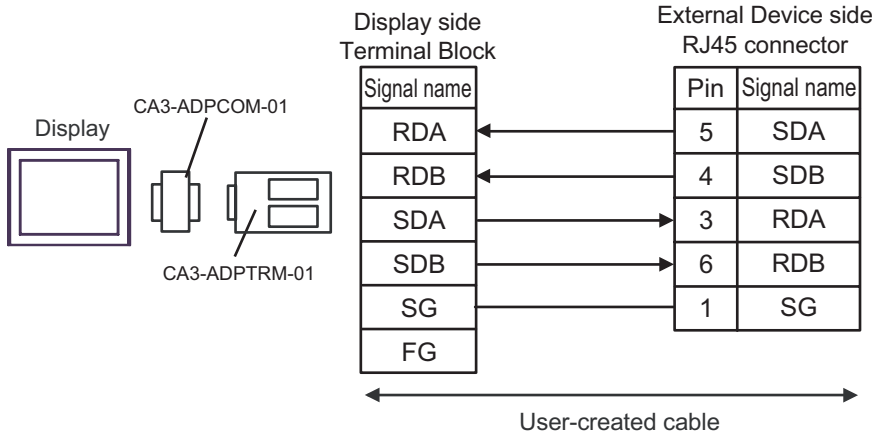 Display side
Terminal Block
External Device side
RJ45 connector
Signal name
Pin Signal name
CA3-ADPCOM-01
Display
CA3-ADPTRM-01
RDA 5 SDA
RDB 4 SDB
SDA 3 RDA
SDB 6 RDB
SG 1 SG
FG
User-created cable